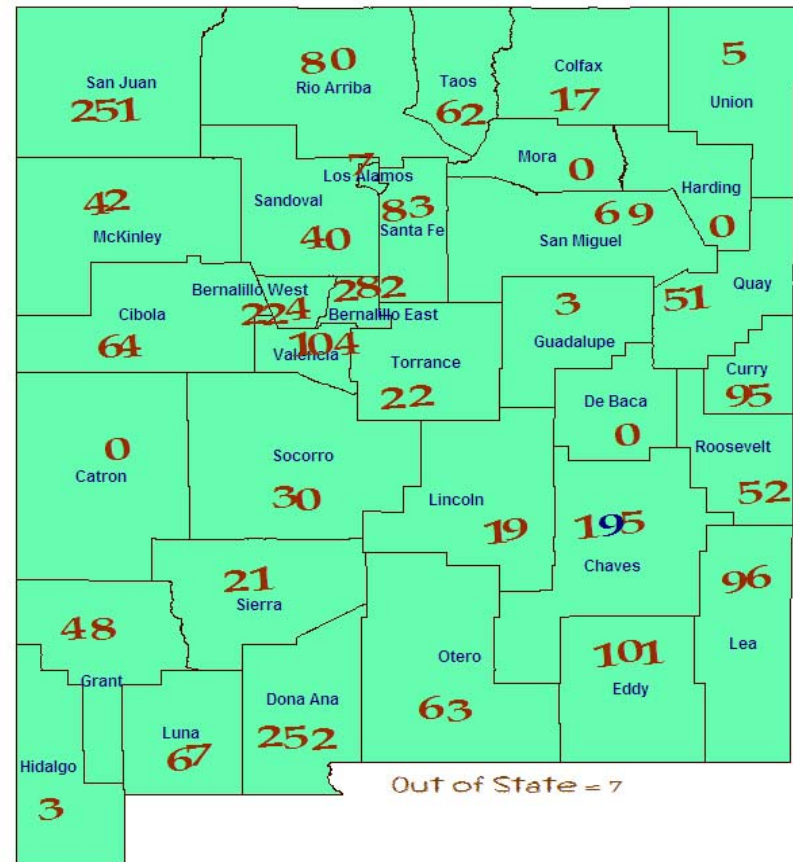 80
Rio Arriba
Taos
62
Colfax
17
5
Union
San Juan
251
Mora
0
7
Los Alamos
Harding
0
42
McKinley
Sandoval
40
83
Santa Fe
69
San Miguel
Quay
51
Bernalillo West
224
282
Bernalillo East
Cibola
64
3
Guadalupe
104
Valencia
Torrance
22
Curry
95
De Baca
0
0
Catron
Socorro
30
Roosevelt
52
Lincoln
19
195
Chaves
96
Lea
21
Sierra
48
Grant
101
Eddy
Otero
63
Dona Ana
252
Luna
67
Hidalgo
3
Out of State = 7